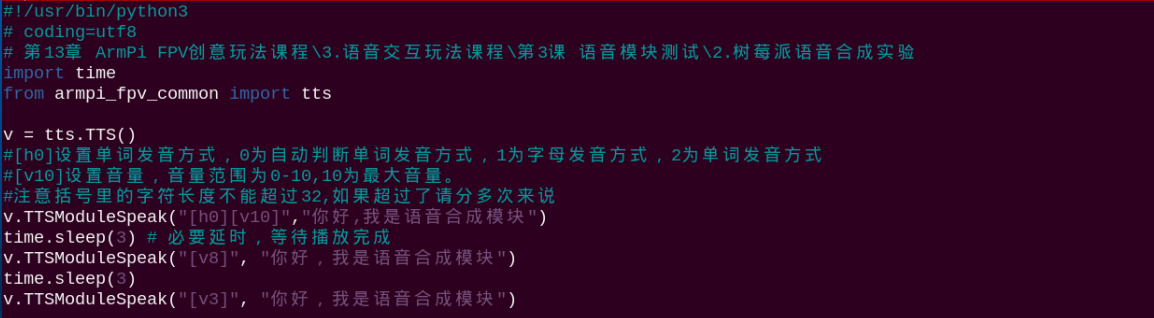 #!/usr/bin/python3
# coding=utf8
# 第13章 ArmPi FPV创意玩法课程\3.语音交互玩法课程\第3课 语音模块测试\2.树莓派语音合成实验
import time
from armpi_fpv_common import tts
v = tts.TTS()
#[h0]设置单词发音方式，0为自动判断单词发音方式，1为字母发音方式，2为单词发音方式
#[v10]设置音量，音量范围为0-10,10为最大音量。
#注意括号里的字符长度不能超过32,如果超过了请分多次来说
v.TTSModuleSpeak("[h0][v10]","你好,我是语音合成模块")
time.sleep(3) # 必要延时，等待播放完成
v.TTSModuleSpeak("[v8]", "你好，我是语音合成模块")
time.sleep(3)
v.TTSModuleSpeak("[v3]", "你好，我是语音合成模块")